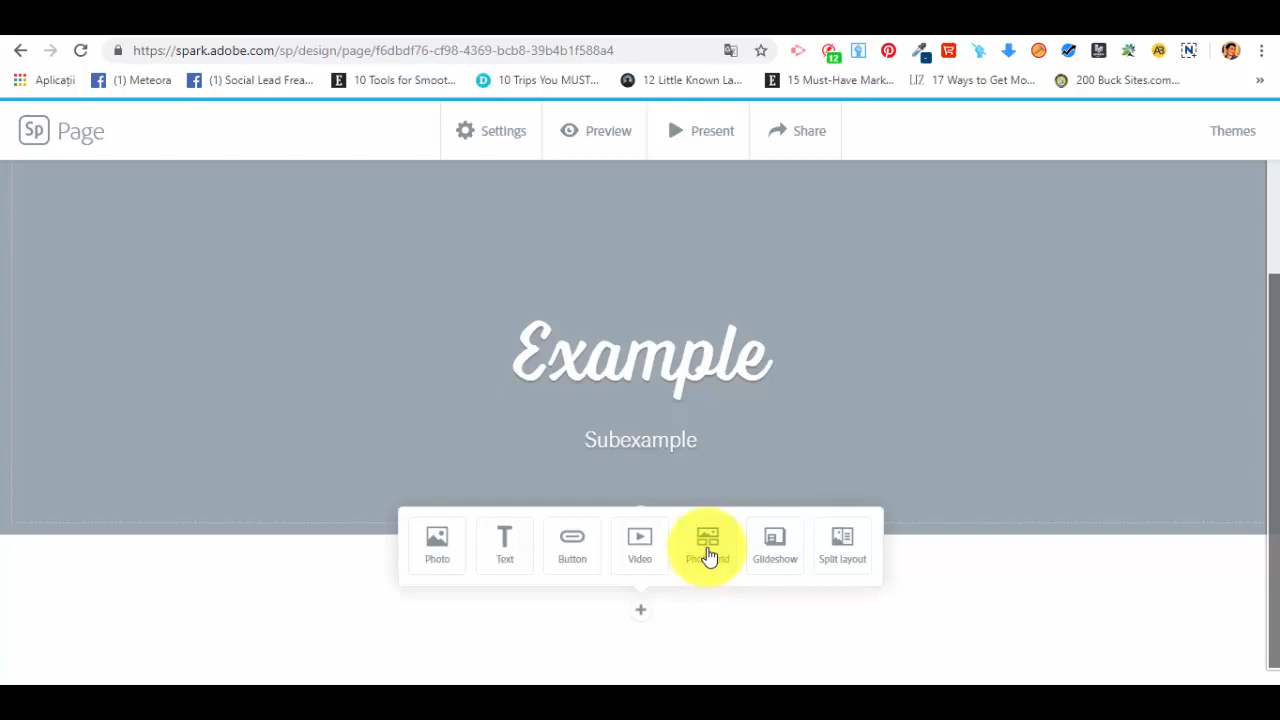 https://spark.adobe.com/sp/design/page/f6dbdf76-cf98-4369-bcb8-39b4b1f588a4
12
AB
N
Aplicații
(1) Meteora
(1) Social Lead Frea...
E
10 Tools for Smoot...
D
10 Trips You MUST...
12 Little Known La...
E
15 Must-Have Mark...
17 Ways to Get Mo...
200 Buck Sites.com...
»
Sp Page
Settings
Preview
Present
Share
Themes
Example
Subexample
Photo
Text
Button
Video
Glideshow
Split layout
+